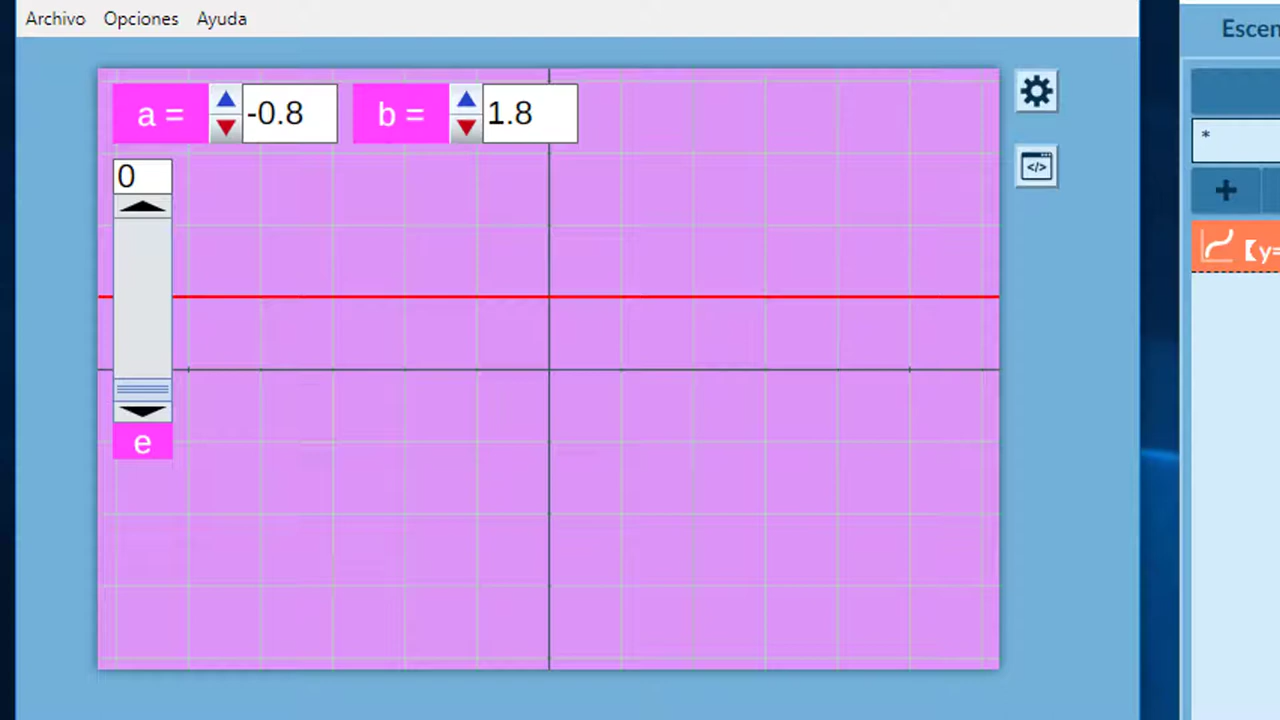 Archivo Opciones Ayuda
Escen
a = -0.8 b = 1.8
*
0
</>
【y=
e